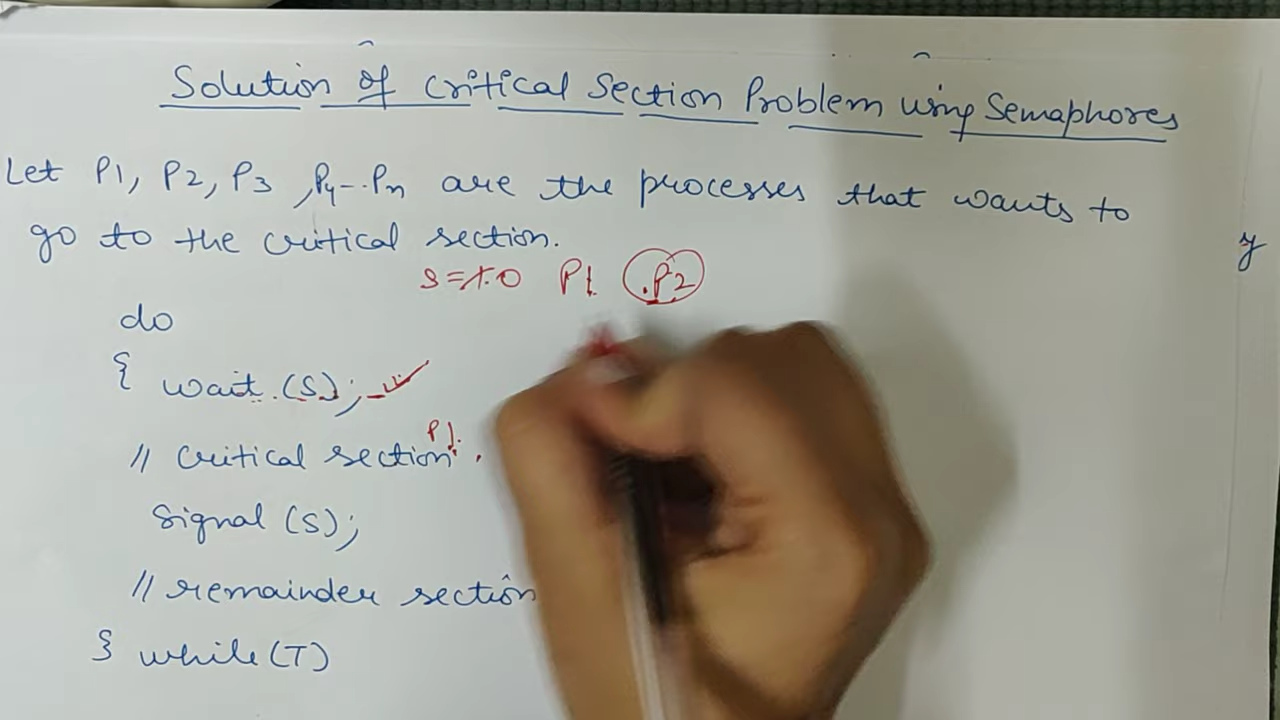 Solution of Critical Section Problem using Semaphores
Let P1, P2, P3, P4-..Pn are the processes that wants to
go to the critical section.
y
S=1.0 P1 .P2
do
{ wait (S);
P1.
// critical section
signal (S);
// remainder section
} while(T)